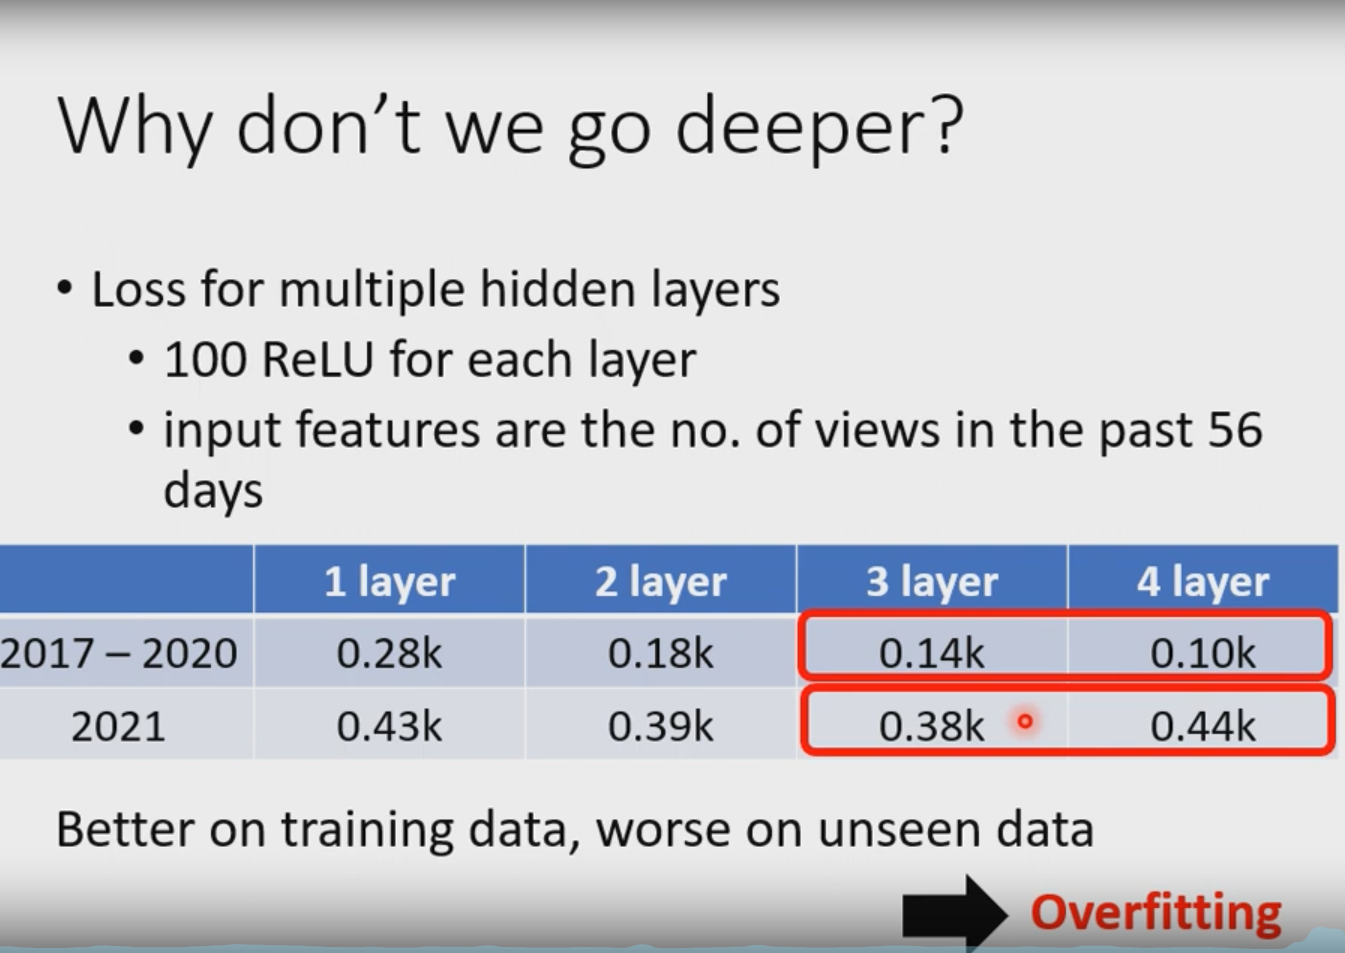 Why don't we go deeper?
• Loss for multiple hidden layers
• 100 ReLU for each layer
• input features are the no. of views in the past 56
days
1 layer 2 layer 3 layer 4 layer
2017 – 2020 0.28k 0.18k 0.14k 0.10k
2021 0.43k 0.39k 0.38k 0.44k
Better on training data, worse on unseen data
Overfitting